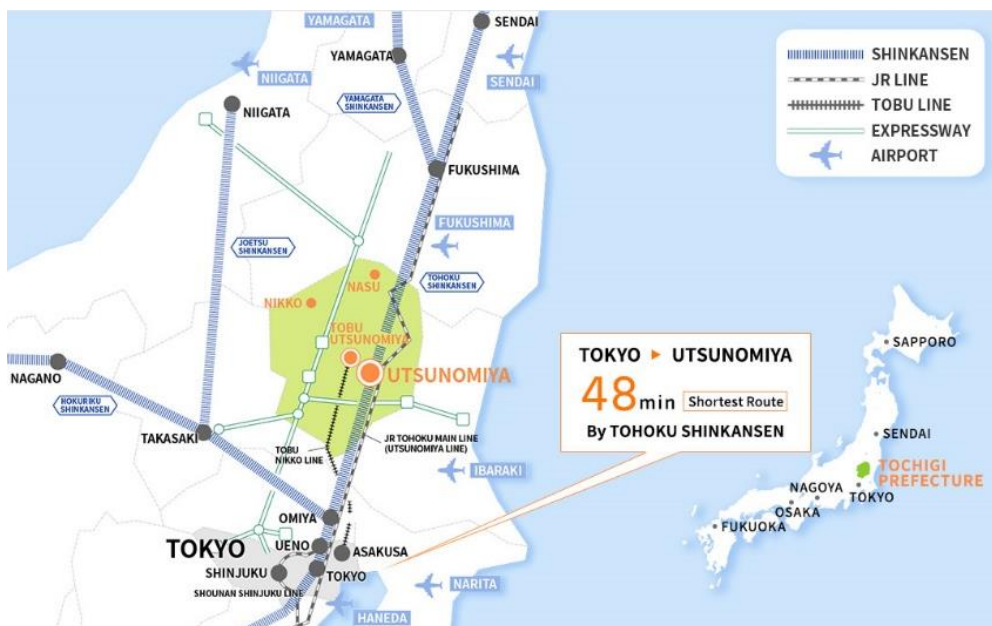 YAMAGATA
SENDAI
YAMAGATA
SENDAI
NIIGATA
YAMAGATA
SHINKANSEN
NIIGATA
SHINKANSEN
JR LINE
TOBU LINE
EXPRESSWAY
AIRPORT
FUKUSHIMA
FUKUSHIMA
JOETSU
SHINKANSEN
TOHOKU
SHINKANSEN
NASU
NIKKO
TOBU
UTSUNOMIYA
UTSUNOMIYA
NAGANO
HOKURIKU
SHINKANSEN
TAKASAKI
TOBU
NIKKO LINE
JR TOHOKU MAIN LINE
(UTSUNOMIYA LINE)
IBARAKI
OMIYA
TOKYO
UENO
ASAKUSA
SHINJUKU
TOKYO
SHOUNAN SHINJUKU LINE
NARITA
HANEDA
TOKYO ▶ UTSUNOMIYA
48min Shortest Route
By TOHOKU SHINKANSEN
SAPPORO
SENDAI
TOCHIGI
PREFECTURE
NAGOYA
TOKYO
OSAKA
FUKUOKA